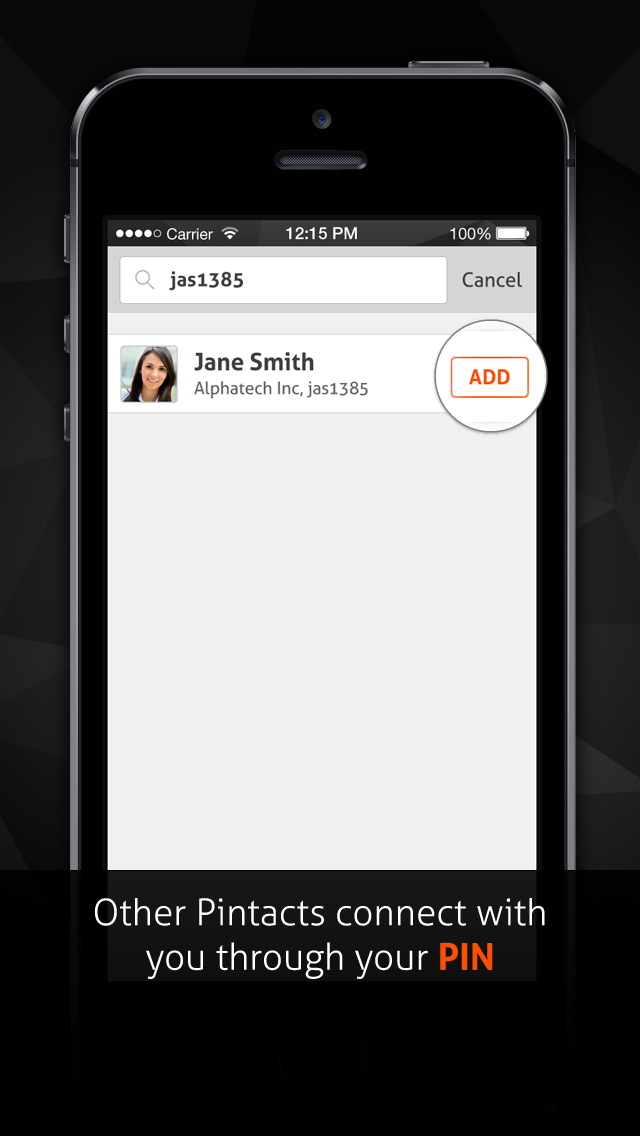 Carrier 12:15 PM 100%
jas1385 Cancel
Jane Smith
Alphatech Inc, jas1385
ADD
Other Pintacts connect with
you through your PIN